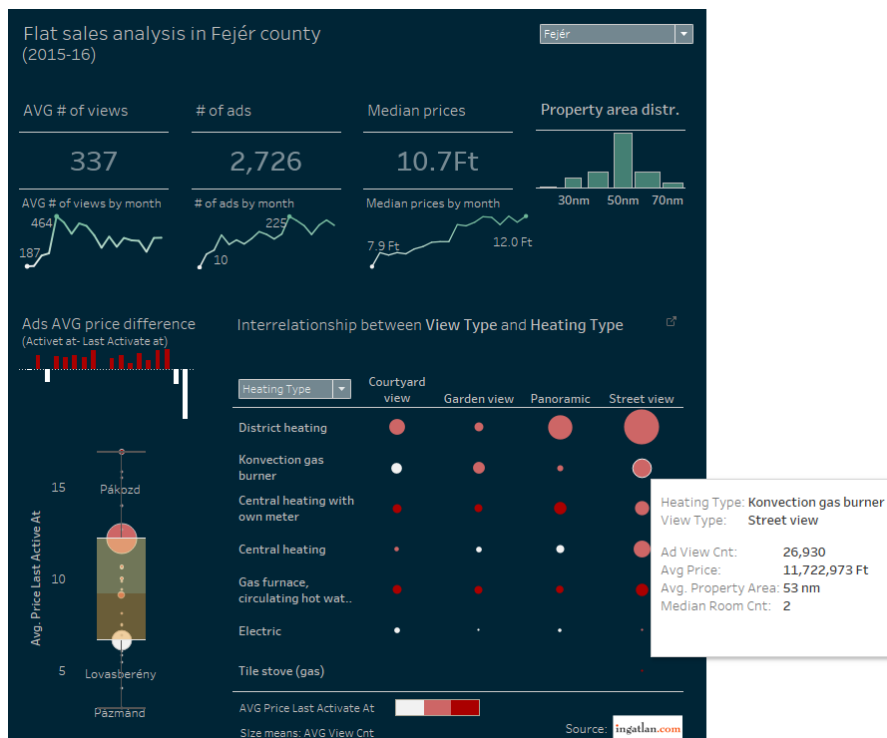 Flat sales analysis in Fejér county
(2015-16)
Fejér
AVG # of views
# of ads
Median prices
Property area distr.
337
2,726
10.7Ft
30nm 50nm 70nm
AVG # of views by month
464
187
# of ads by month
225
10
Median prices by month
7.9 Ft
12.0 Ft
Ads AVG price difference
(Activet at- Last Activate at)
Interrelationship between View Type and Heating Type
Heating Type
Courtyard
view
Garden view
Panoramic
Street view
District heating
Konvection gas
burner
Central heating with
own meter
Central heating
Gas furnace,
circulating hot wat..
Electric
Tile stove (gas)
Avg. Price Last Active At
15
10
5
Pákozd
Lovasberény
Pázmánd
Heating Type: Konvection gas burner
View Type: Street view
Ad View Cnt: 26,930
Avg Price: 11,722,973 Ft
Avg. Property Area: 53 nm
Median Room Cnt: 2
AVG Price Last Activate At
Size means: AVG View Cnt
Source: ingatlan.com